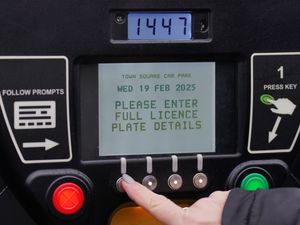 1447
FOLLOW PROMPTS
TOWN SQUARE CAR PARK
WED 19 FEB 2025
PLEASE ENTER
FULL LICENCE
PLATE DETAILS
1
PRESS KEY